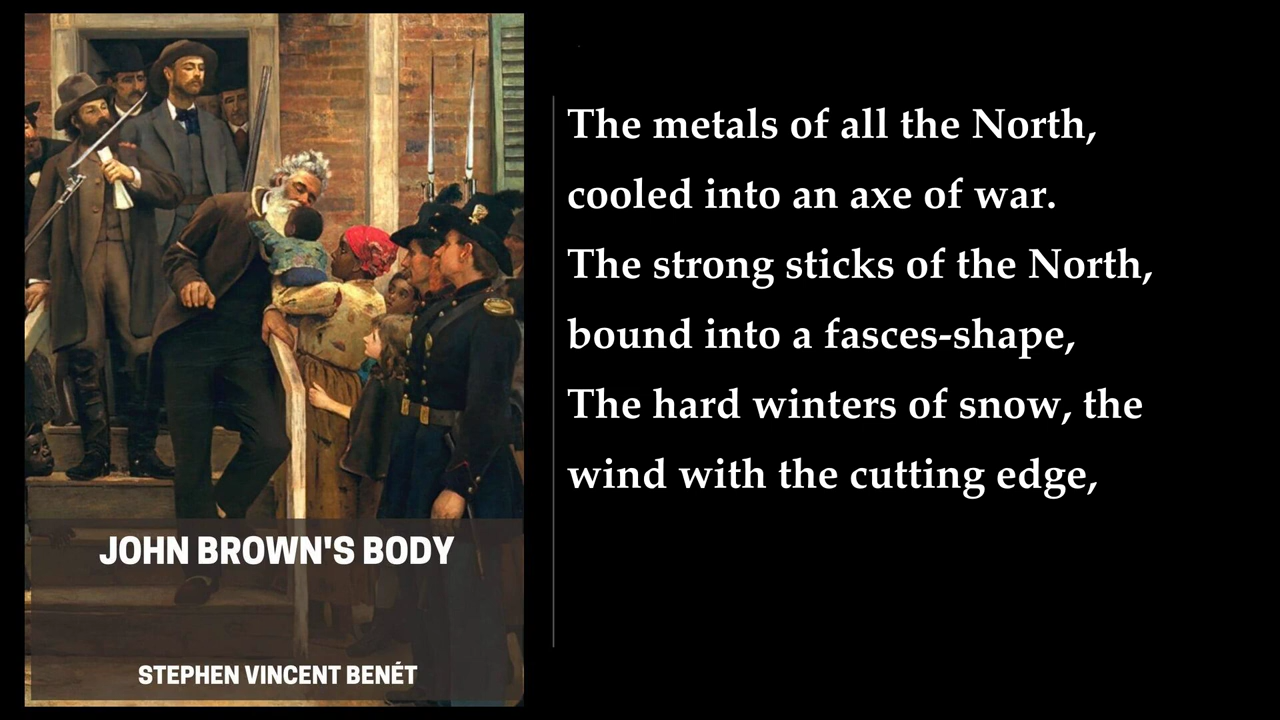 JOHN BROWN'S BODY
STEPHEN VINCENT BENÉT
The metals of all the North,
cooled into an axe of war.
The strong sticks of the North,
bound into a fasces-shape,
The hard winters of snow, the
wind with the cutting edge,